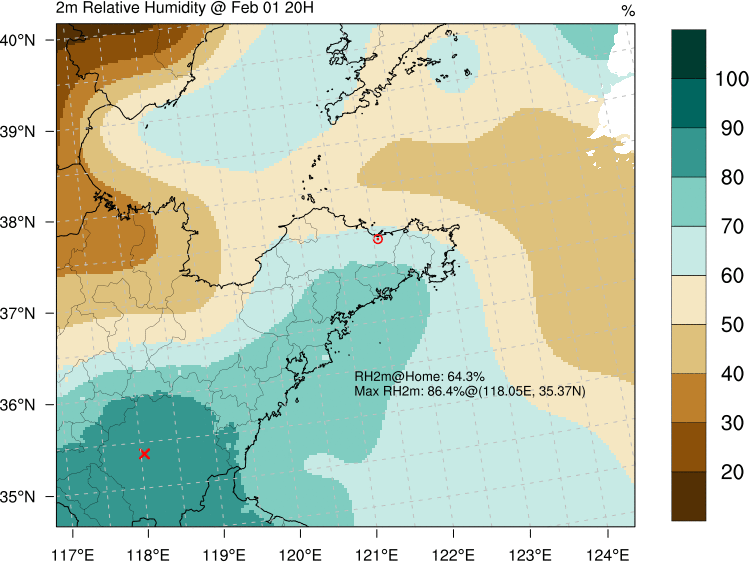 2m Relative Humidity @ Feb 01 20H
%
40°N
39°N
38°N
37°N
36°N
35°N
RH2m@Home: 64.3%
Max RH2m: 86.4%@(118.05E, 35.37N)
117°E 118°E 119°E 120°E 121°E 122°E 123°E 124°E
100
90
80
70
60
50
40
30
20